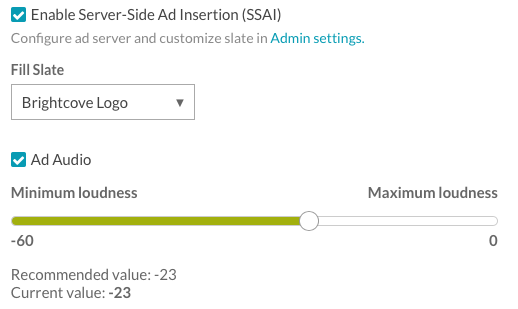 Enable Server-Side Ad Insertion (SSAI)
Configure ad server and customize slate in Admin settings.
Fill Slate
Brightcove Logo
Ad Audio
Minimum loudness Maximum loudness
-60 0
Recommended value: -23
Current value: -23